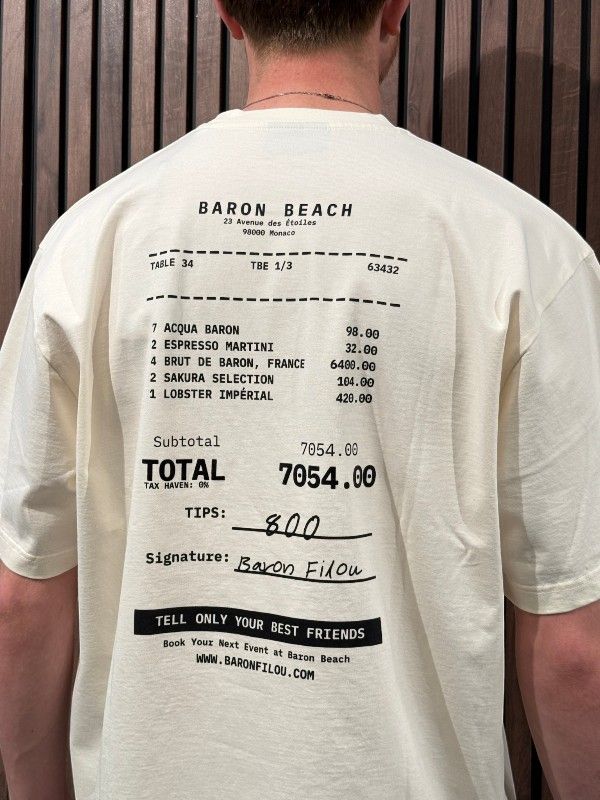 BARON BEACH
23 Avenue des Étoiles
98000 Monaco
TABLE 34 TBE 1/3 63432
7 ACQUA BARON 98.00
2 ESPRESSO MARTINI 32.00
4 BRUT DE BARON, FRANCE 6400.00
2 SAKURA SELECTION 104.00
1 LOBSTER IMPÉRIAL 420.00
Subtotal 7054.00
TOTAL 7054.00
TAX HAVEN: 0%
TIPS: 800
Signature: Baron Filou
TELL ONLY YOUR BEST FRIENDS
Book Your Next Event at Baron Beach
WWW.BARONFILOU.COM